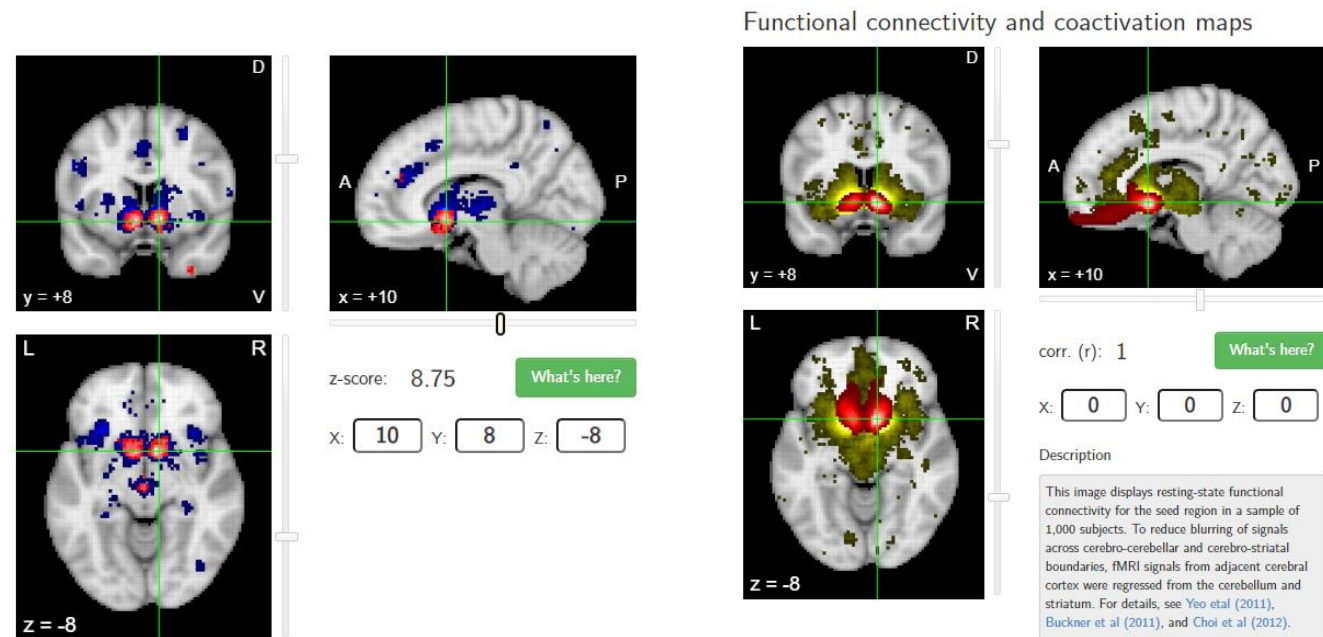 Functional connectivity and coactivation maps
D
V
y = +8
A
P
x = +10
L
R
z = -8
z-score: 8.75
What's here?
X: 10 Y: 8 Z: -8
D
V
y = +8
A
P
x = +10
L
R
z = -8
corr. (r): 1
What's here?
X: 0 Y: 0 Z: 0
Description
This image displays resting-state functional
connectivity for the seed region in a sample of
1,000 subjects. To reduce blurring of signals
across cerebro-cerebellar and cerebro-striatal
boundaries, fMRI signals from adjacent cerebral
cortex were regressed from the cerebellum and
striatum. For details, see Yeo etal (2011),
Buckner et al (2011), and Choi et al (2012).